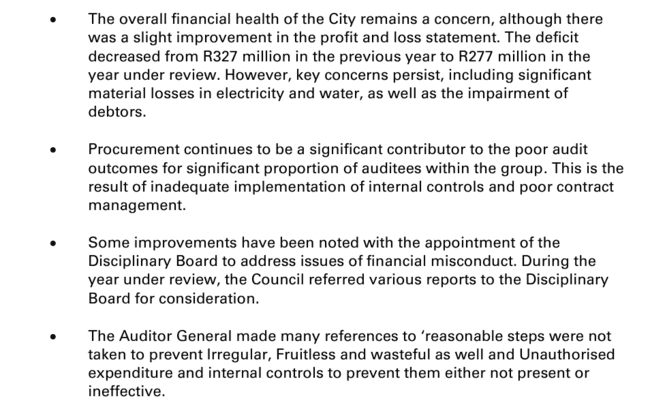 • The overall financial health of the City remains a concern, although there
was a slight improvement in the profit and loss statement. The deficit
decreased from R327 million in the previous year to R277 million in the
year under review. However, key concerns persist, including significant
material losses in electricity and water, as well as the impairment of
debtors.
• Procurement continues to be a significant contributor to the poor audit
outcomes for significant proportion of auditees within the group. This is the
result of inadequate implementation of internal controls and poor contract
management.
• Some improvements have been noted with the appointment of the
Disciplinary Board to address issues of financial misconduct. During the
year under review, the Council referred various reports to the Disciplinary
Board for consideration.
• The Auditor General made many references to ‘reasonable steps were not
taken to prevent Irregular, Fruitless and wasteful as well and Unauthorised
expenditure and internal controls to prevent them either not present or
ineffective.